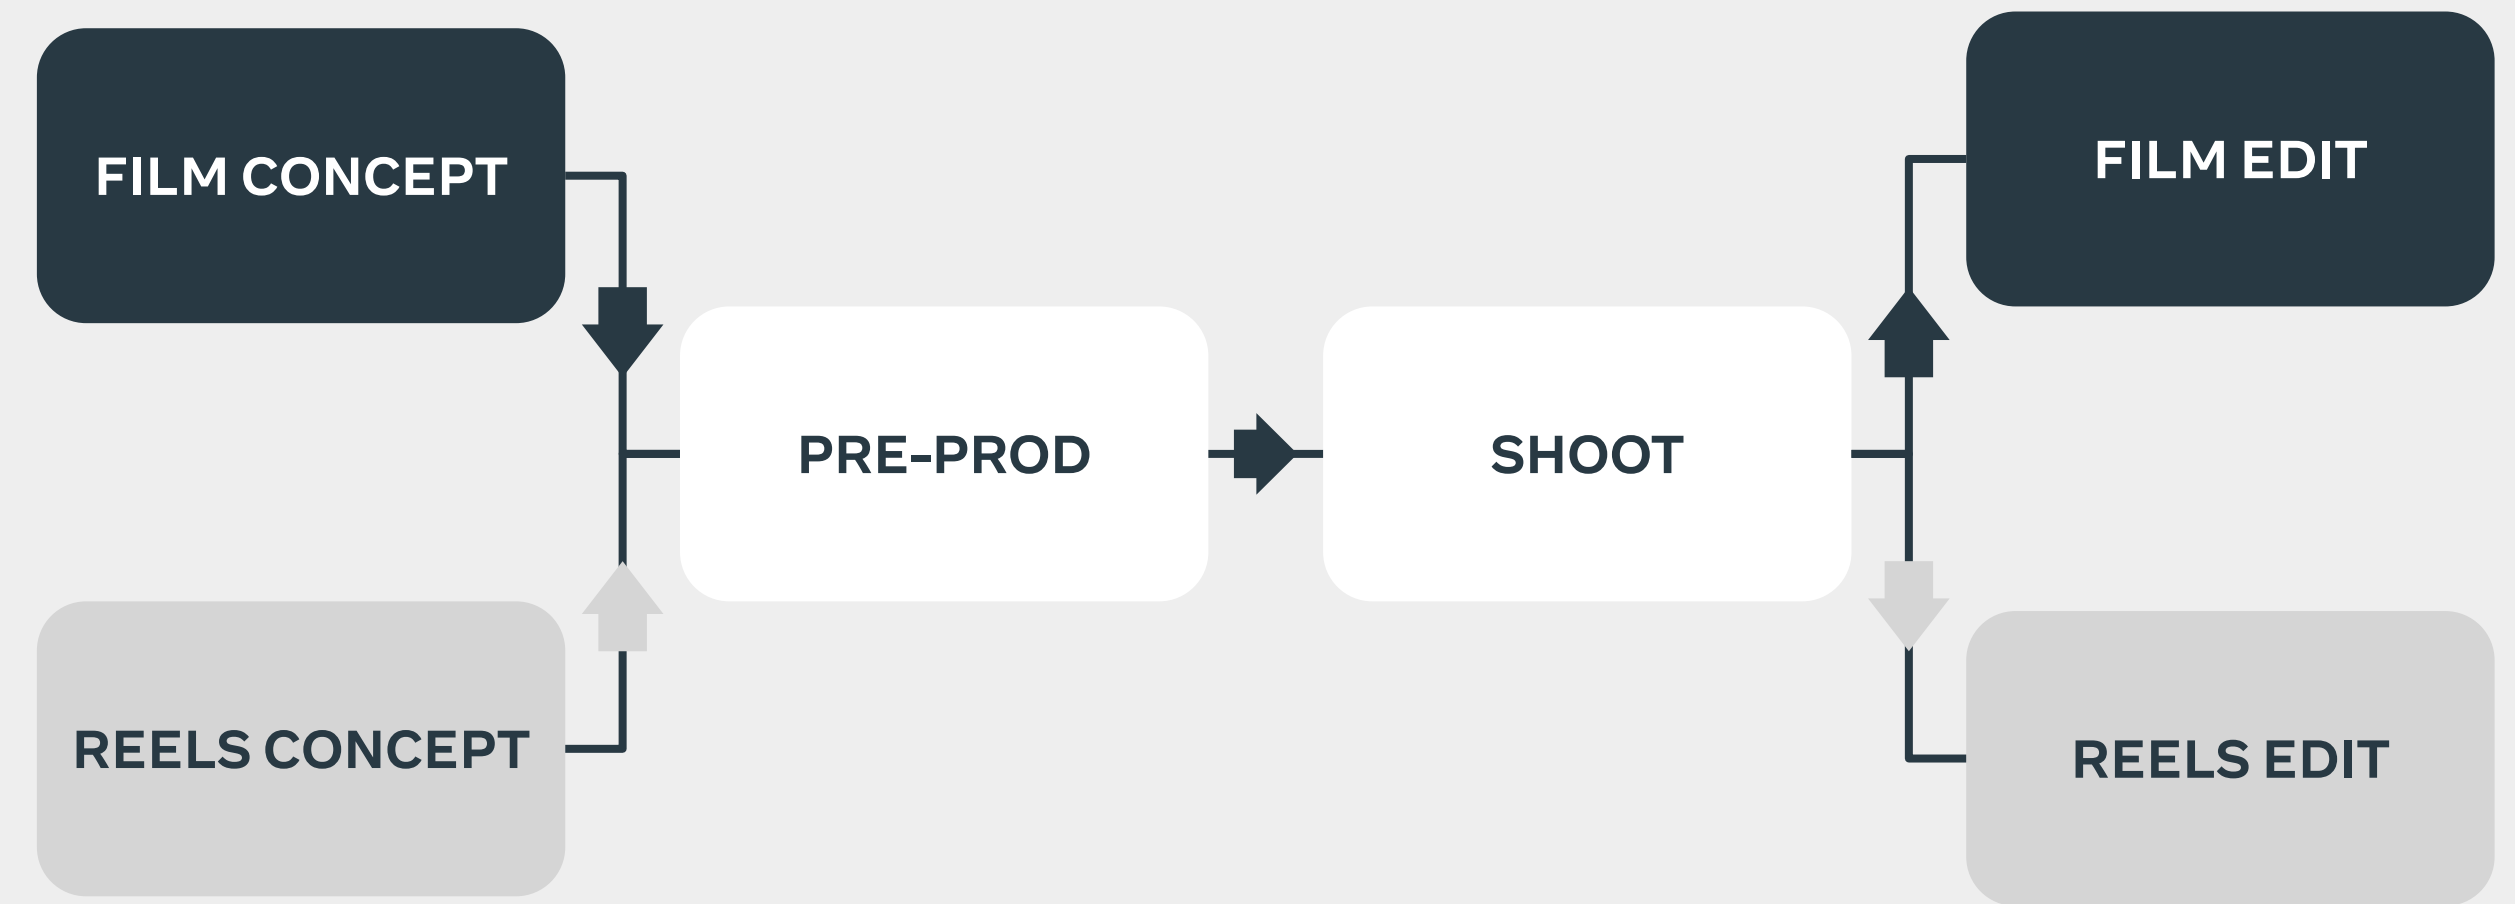 FILM CONCEPT
FILM EDIT
PRE-PROD
SHOOT
REELS CONCEPT
REELS EDIT